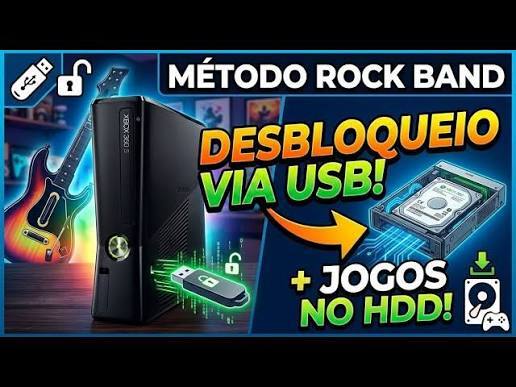 MÉTODO ROCK BAND
DESBLOQUEIO
VIA USB!
XBOX 360 S
+ JOGOS
NO HDD!